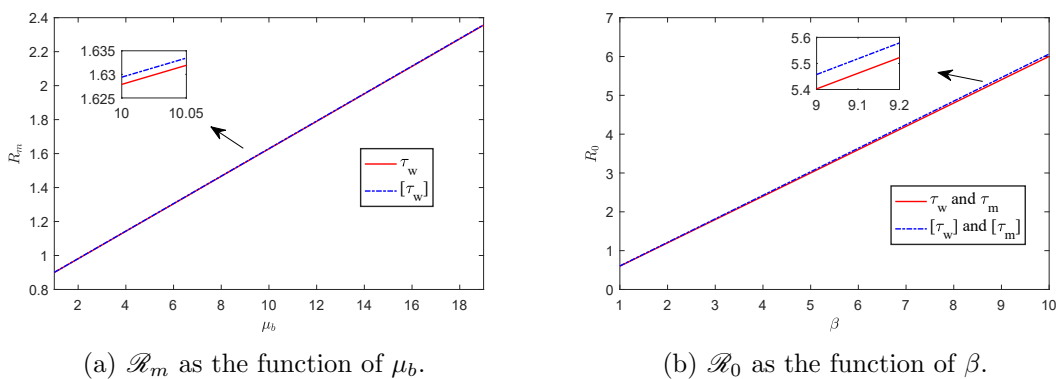 2.4
2.2
2
1.8
1.6
1.4
1.2
1
0.8
R_m
1.635
1.63
1.625
10 10.05
τ_w
[τ_w]
2 4 6 8 10 12 14 16 18
μ_b
(a) ℛ_m as the function of μ_b.
7
6
5
4
3
2
1
0
R_0
5.6
5.5
5.4
9 9.1 9.2
τ_w and τ_m
[τ_w] and [τ_m]
1 2 3 4 5 6 7 8 9 10
β
(b) ℛ_0 as the function of β.